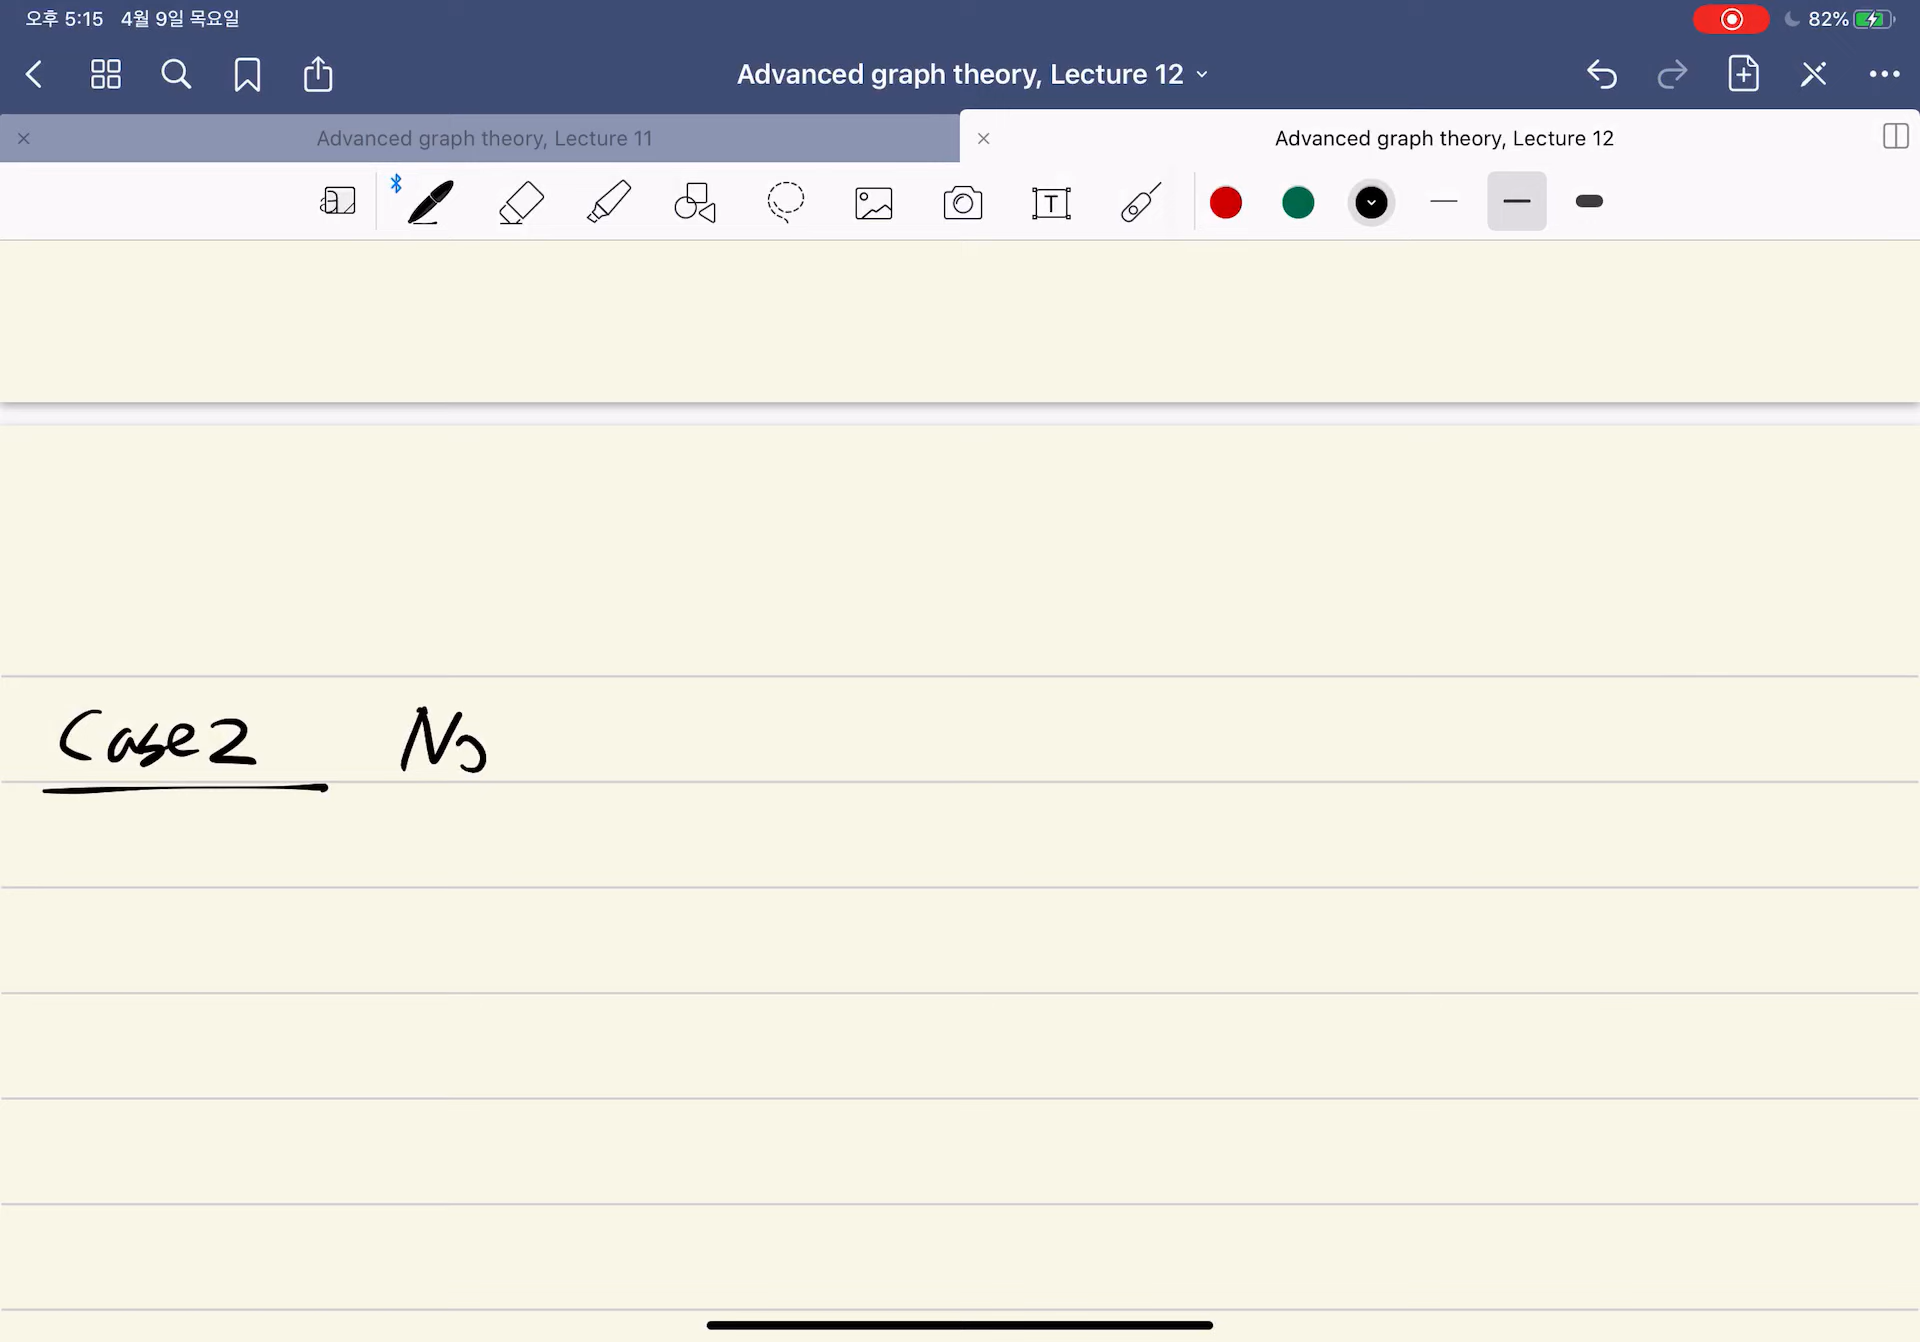 오후 5:15 4월 9일 목요일 82%
Advanced graph theory, Lecture 12
Advanced graph theory, Lecture 11 Advanced graph theory, Lecture 12
T
Case 2 No